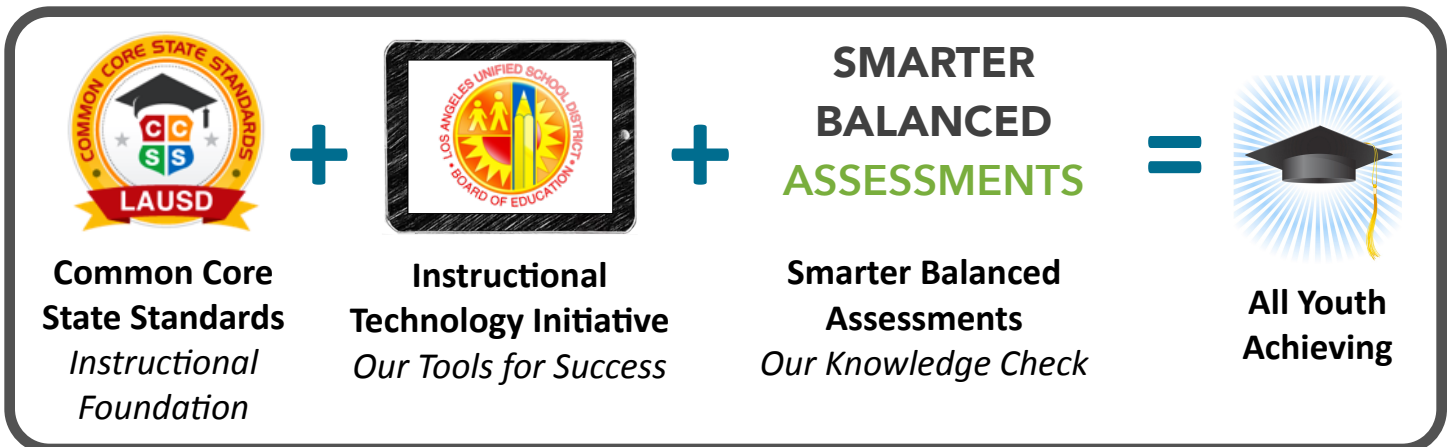 COMMON CORE STATE STANDARDS
CC
SS
LAUSD
Common Core
State Standards
Instructional
Foundation
LOS ANGELES UNIFIED SCHOOL DISTRICT •
BOARD OF EDUCATION •
Instructional
Technology Initiative
Our Tools for Success
SMARTER
BALANCED
ASSESSMENTS
Smarter Balanced
Assessments
Our Knowledge Check
All Youth
Achieving